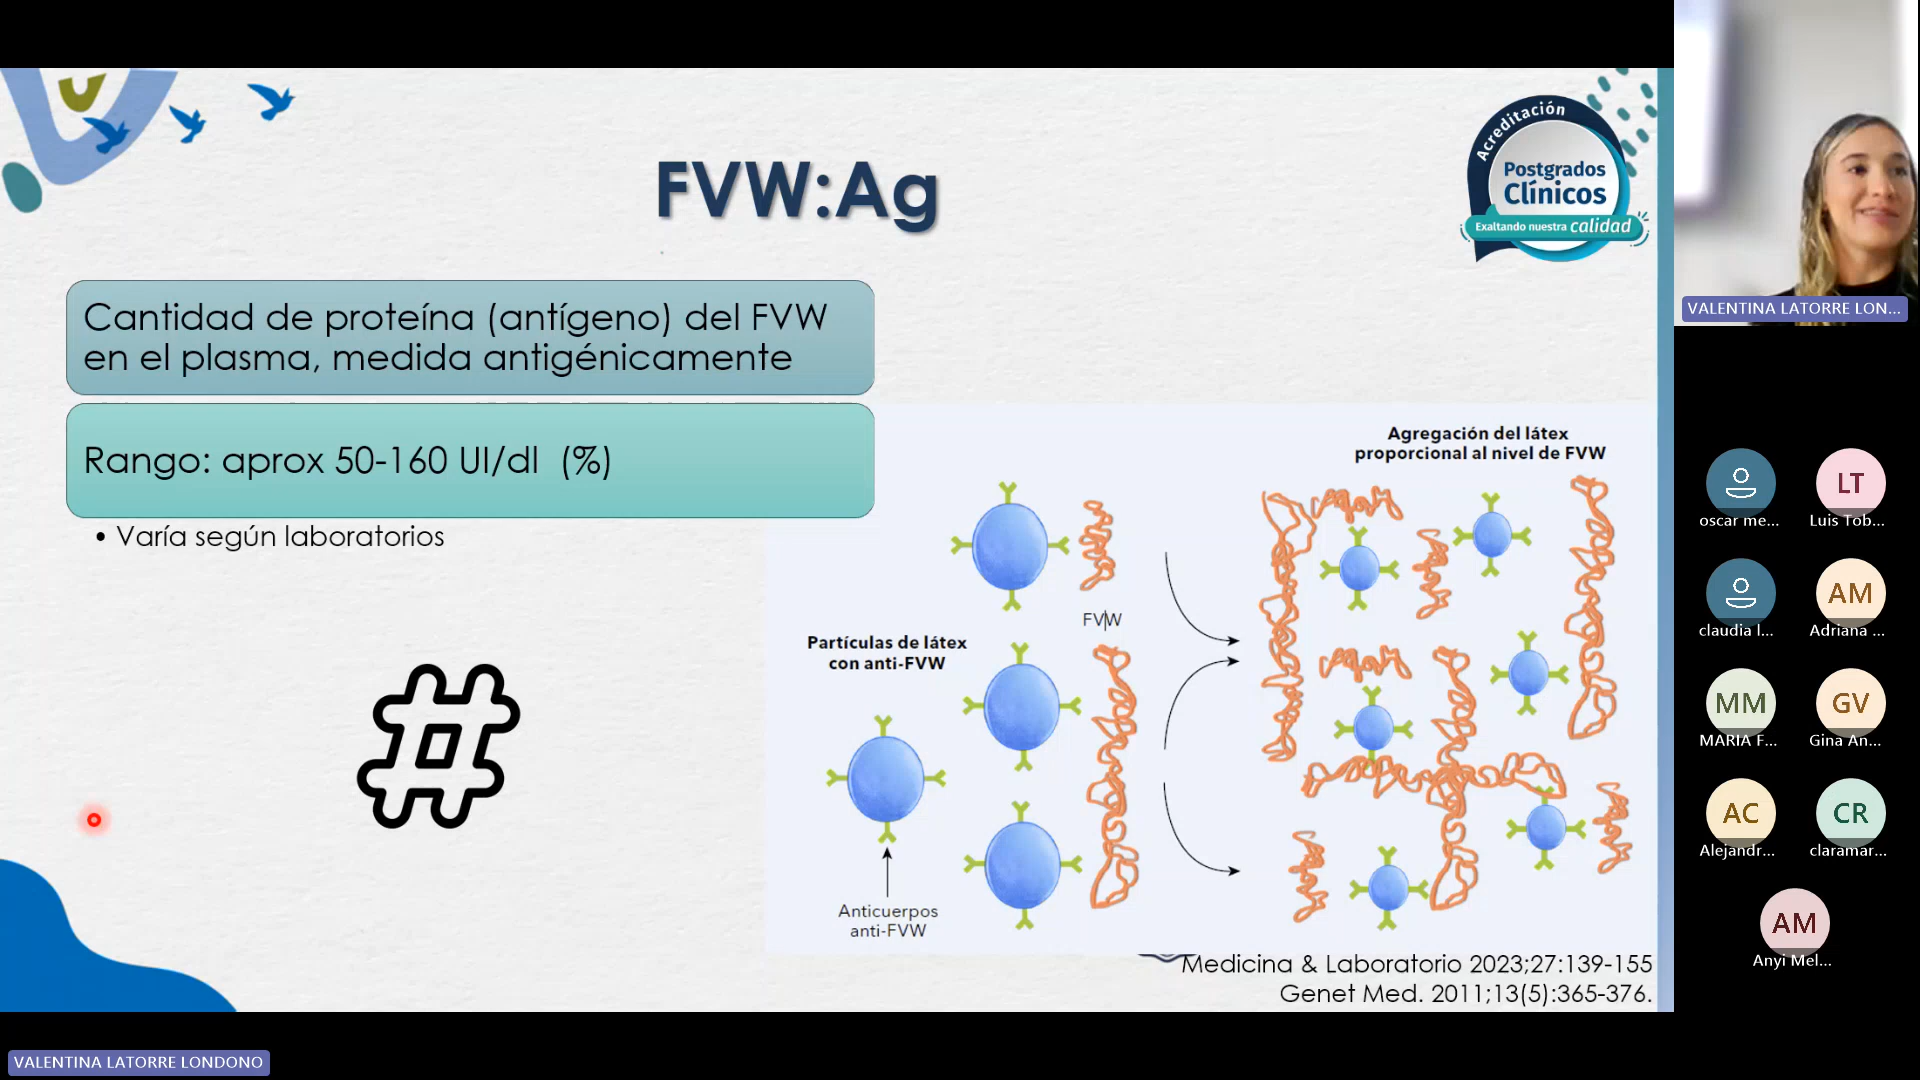 FVW:Ag
Acreditación
Postgrados
Clínicos
Exaltando nuestra calidad
Cantidad de proteína (antígeno) del FVW
en el plasma, medida antigénicamente
Rango: aprox 50-160 UI/dl (%)
• Varía según laboratorios
Agregación del látex
proporcional al nivel de FVW
FVW
Partículas de látex
con anti-FVW
Anticuerpos
anti-FVW
Medicina & Laboratorio 2023;27:139-155
Genet Med. 2011;13(5):365-376.
VALENTINA LATORRE LON...
oscar me...
LT
Luis Tob...
claudia l...
AM
Adriana ...
MM
MARIA F...
GV
Gina An...
AC
Alejandr...
CR
claramar...
AM
Anyi Mel...
VALENTINA LATORRE LONDONO